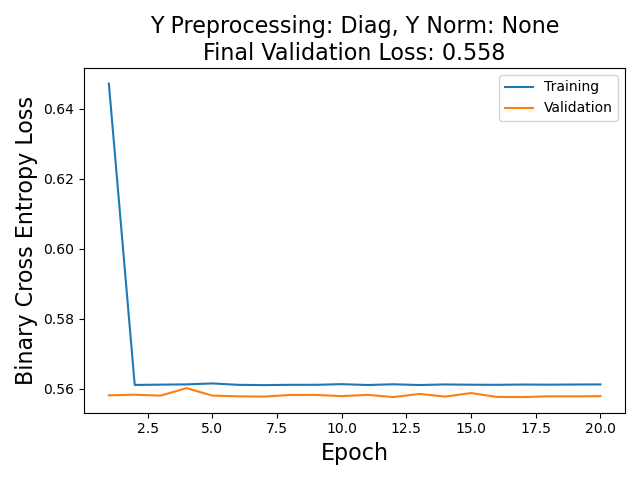 Y Preprocessing: Diag, Y Norm: None
Final Validation Loss: 0.558
Training
Validation
Binary Cross Entropy Loss
0.64
0.62
0.60
0.58
0.56
2.5 5.0 7.5 10.0 12.5 15.0 17.5 20.0
Epoch